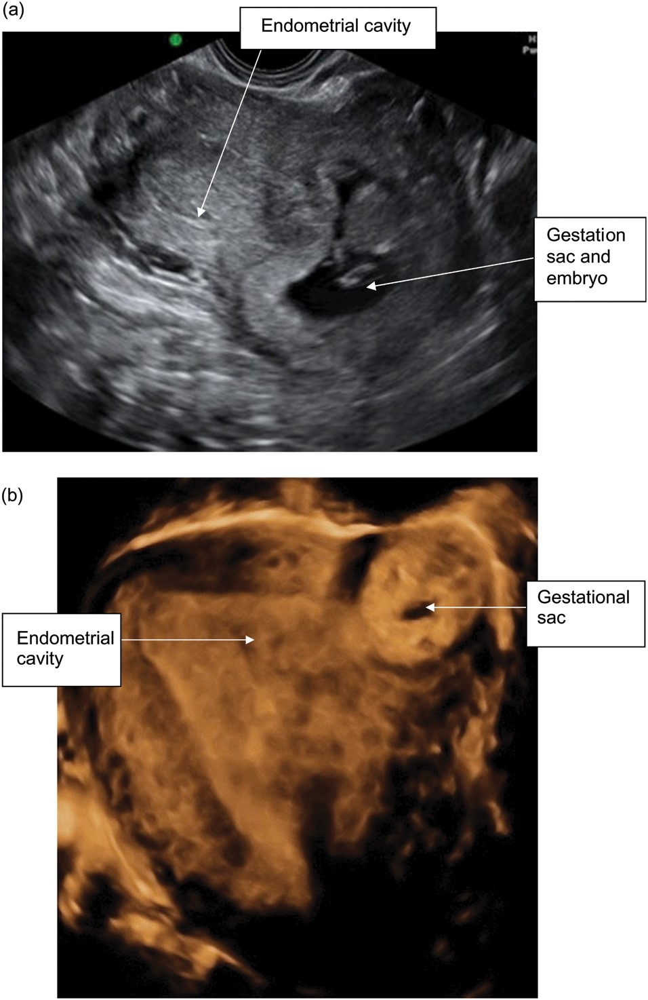 (a)
Endometrial cavity
Gestation
sac and
embryo
(b)
Gestational
sac
Endometrial
cavity